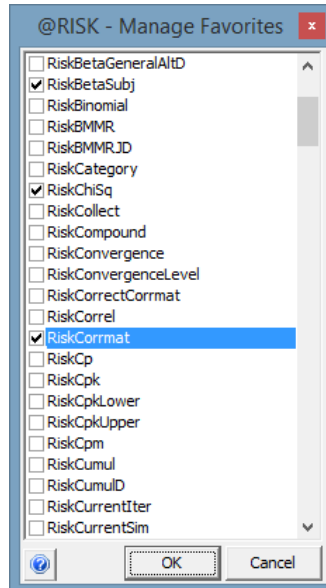 @RISK - Manage Favorites
RiskBetaGeneralAltD
RiskBetaSubj
RiskBinomial
RiskBMMR
RiskBMMRJD
RiskCategory
RiskChiSq
RiskCollect
RiskCompound
RiskConvergence
RiskConvergenceLevel
RiskCorrectCorrmat
RiskCorrel
RiskCorrmat
RiskCp
RiskCpk
RiskCpkLower
RiskCpkUpper
RiskCpm
RiskCumul
RiskCumulD
RiskCurrentIter
RiskCurrentSim
OK Cancel